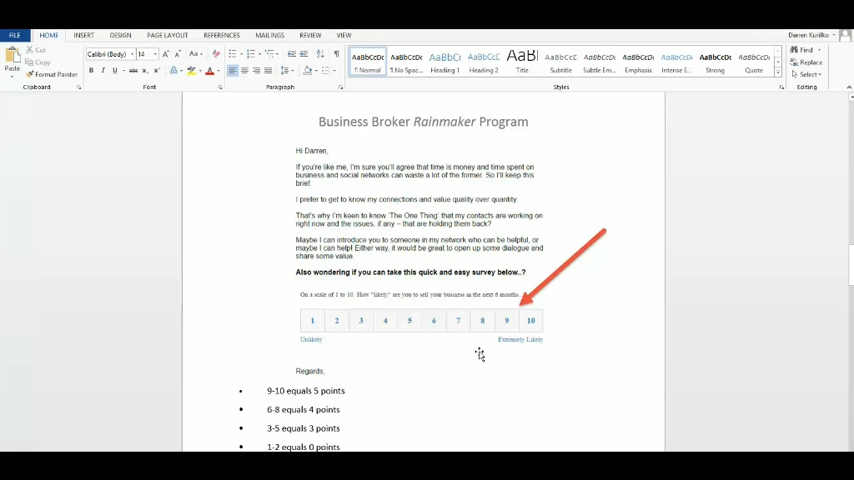 FILE HOME INSERT DESIGN PAGE LAYOUT REFERENCES MAILINGS REVIEW VIEW Darren Kurilko
Cut
Copy
Format Painter
Paste
Clipboard
Calibri (Body) 14
Font
Paragraph
AaBbCcDc AaBbCcDc AaBbC AaBbCc AaB
¶ Normal ¶ No Spac... Heading 1 Heading 2 Title Subtitle Subtle Em... Emphasis Intense E... Strong Quote
Styles
Find
Replace
Select
Editing
Business Broker Rainmaker Program
Hi Darren,
If you're like me, I'm sure you'll agree that time is money and time spent on
business and social networks can waste a lot of the former. So I'll keep this
brief.
I prefer to get to know my connections and value quality over quantity.
That's why I'm keen to know 'The One Thing' that my contacts are working on
right now and the issues, if any – that are holding them back?
Maybe I can introduce you to someone in my network who can be helpful, or
maybe I can help! Either way, it would be great to open up some dialogue and
share some value.
Also wondering if you can take this quick and easy survey below..?
On a scale of 1 to 10: How "likely" are you to sell your business in the next 6 months...
1 2 3 4 5 6 7 8 9 10
Unlikely Extremely Likely
Regards,
• 9-10 equals 5 points
• 6-8 equals 4 points
• 3-5 equals 3 points
• 1-2 equals 0 points